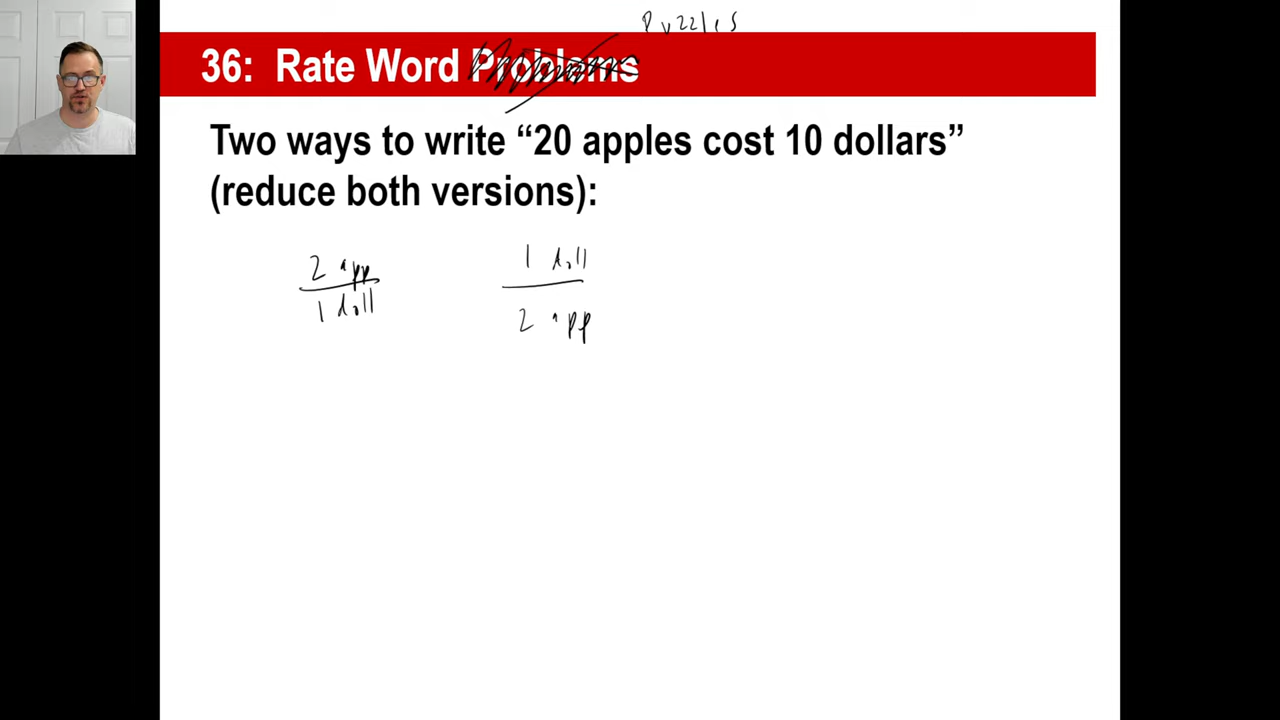 Puzzles
36: Rate Word Problems
Two ways to write “20 apples cost 10 dollars”
(reduce both versions):
2 app 1 doll
1 doll 2 app